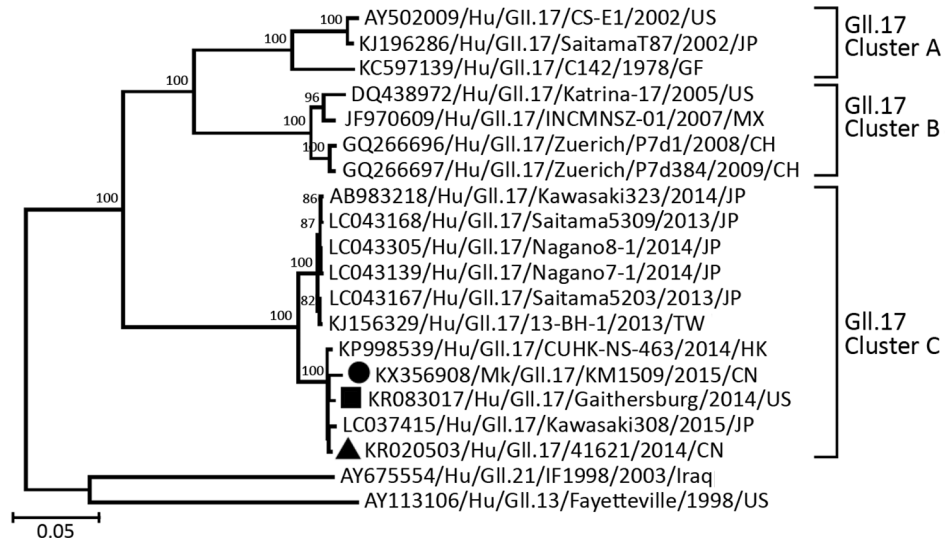 100
AY502009/Hu/GII.17/CS-E1/2002/US
100
KJ196286/Hu/GII.17/SaitamaT87/2002/JP
GII.17
Cluster A
KC597139/Hu/GII.17/C142/1978/GF
100
96
DQ438972/Hu/GII.17/Katrina-17/2005/US
GII.17
Cluster B
100
JF970609/Hu/GII.17/INCMNSZ-01/2007/MX
100
GQ266696/Hu/GII.17/Zuerich/P7d1/2008/CH
GQ266697/Hu/GII.17/Zuerich/P7d384/2009/CH
100
86
AB983218/Hu/GII.17/Kawasaki323/2014/JP
87
LC043168/Hu/GII.17/Saitama5309/2013/JP
LC043305/Hu/GII.17/Nagano8-1/2014/JP
100
LC043139/Hu/GII.17/Nagano7-1/2014/JP
82
LC043167/Hu/GII.17/Saitama5203/2013/JP
100
KJ156329/Hu/GII.17/13-BH-1/2013/TW
GII.17
Cluster C
KP998539/Hu/GII.17/CUHK-NS-463/2014/HK
100
KX356908/Mk/GII.17/KM1509/2015/CN
KR083017/Hu/GII.17/Gaithersburg/2014/US
LC037415/Hu/GII.17/Kawasaki308/2015/JP
KR020503/Hu/GII.17/41621/2014/CN
AY675554/Hu/GII.21/IF1998/2003/Iraq
AY113106/Hu/GII.13/Fayetteville/1998/US
0.05